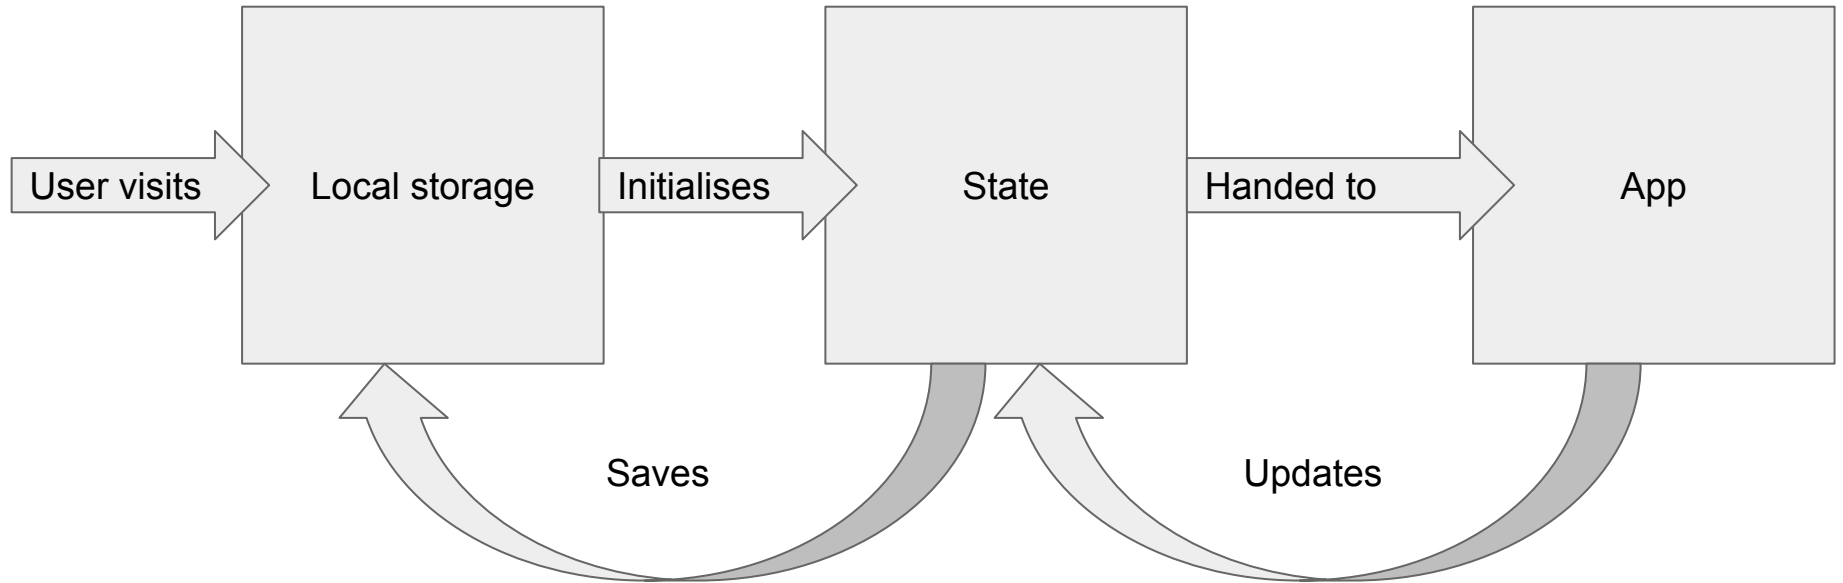 User visits
Local storage
Initialises
State
Handed to
App
Saves
Updates